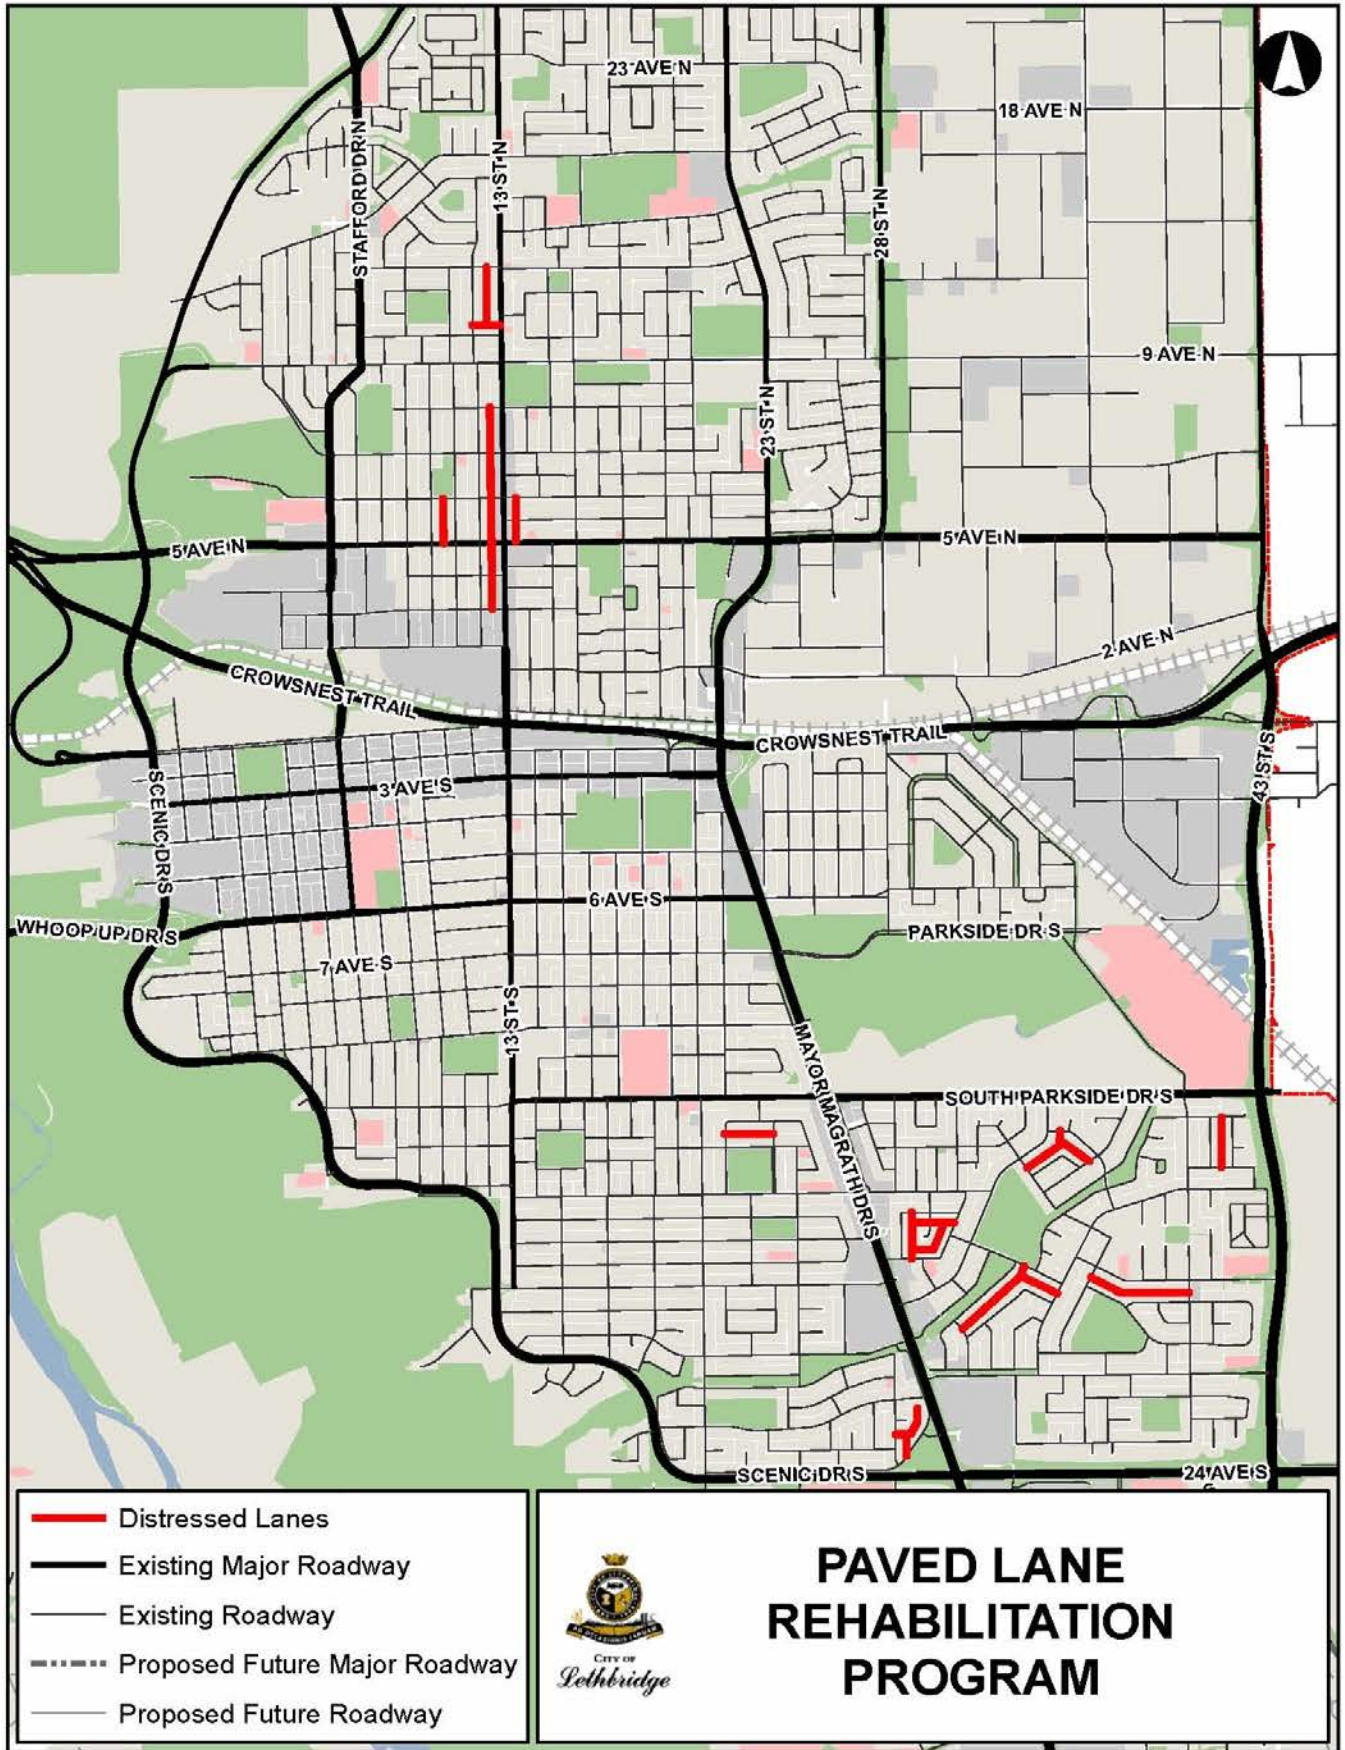 23 AVE N
18 AVE N
STAFFORD DR N
13 ST N
28 ST N
9 AVE N
23 ST N
5 AVE N
5 AVE N
2 AVE N
CROWSNEST TRAIL
CROWSNEST TRAIL
SCENIC DR S
3 AVE S
43 ST S
6 AVE S
WHOOP UP DR S
PARKSIDE DR S
7 AVE S
13 ST S
MAYOR MAGRATH DR S
SOUTH PARKSIDE DR S
SCENIC DR S
24 AVE S
Distressed Lanes
Existing Major Roadway
Existing Roadway
Proposed Future Major Roadway
Proposed Future Roadway
CITY OF
Lethbridge
PAVED LANE
REHABILITATION
PROGRAM